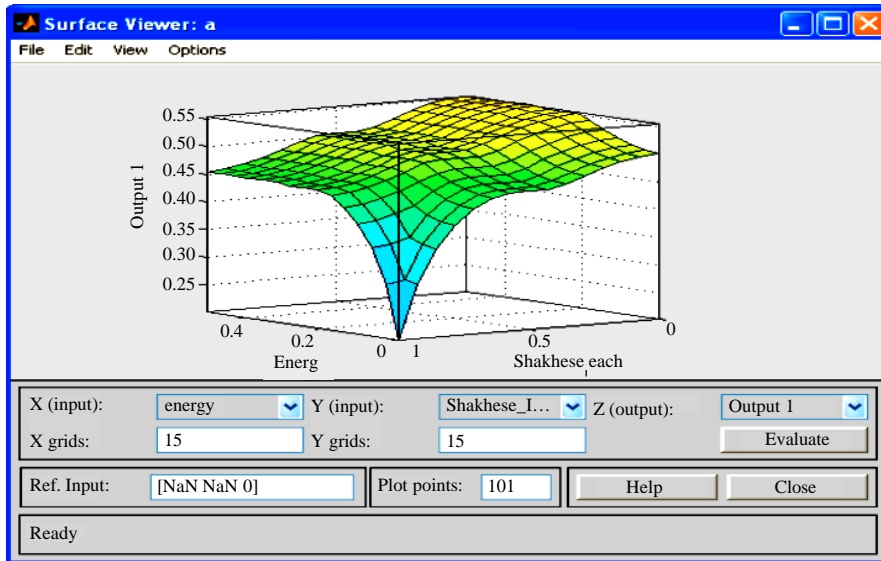 Surface Viewer: a
File Edit View Options
0.55
0.50
0.45
0.40
0.35
0.30
0.25
Output 1
0.4
0.2
0
Energ
1
0.5
0
Shakhese each
X (input): energy Y (input): Shakhese_I... Z (output): Output 1
X grids: 15 Y grids: 15 Evaluate
Ref. Input: [NaN NaN 0] Plot points: 101 Help Close
Ready